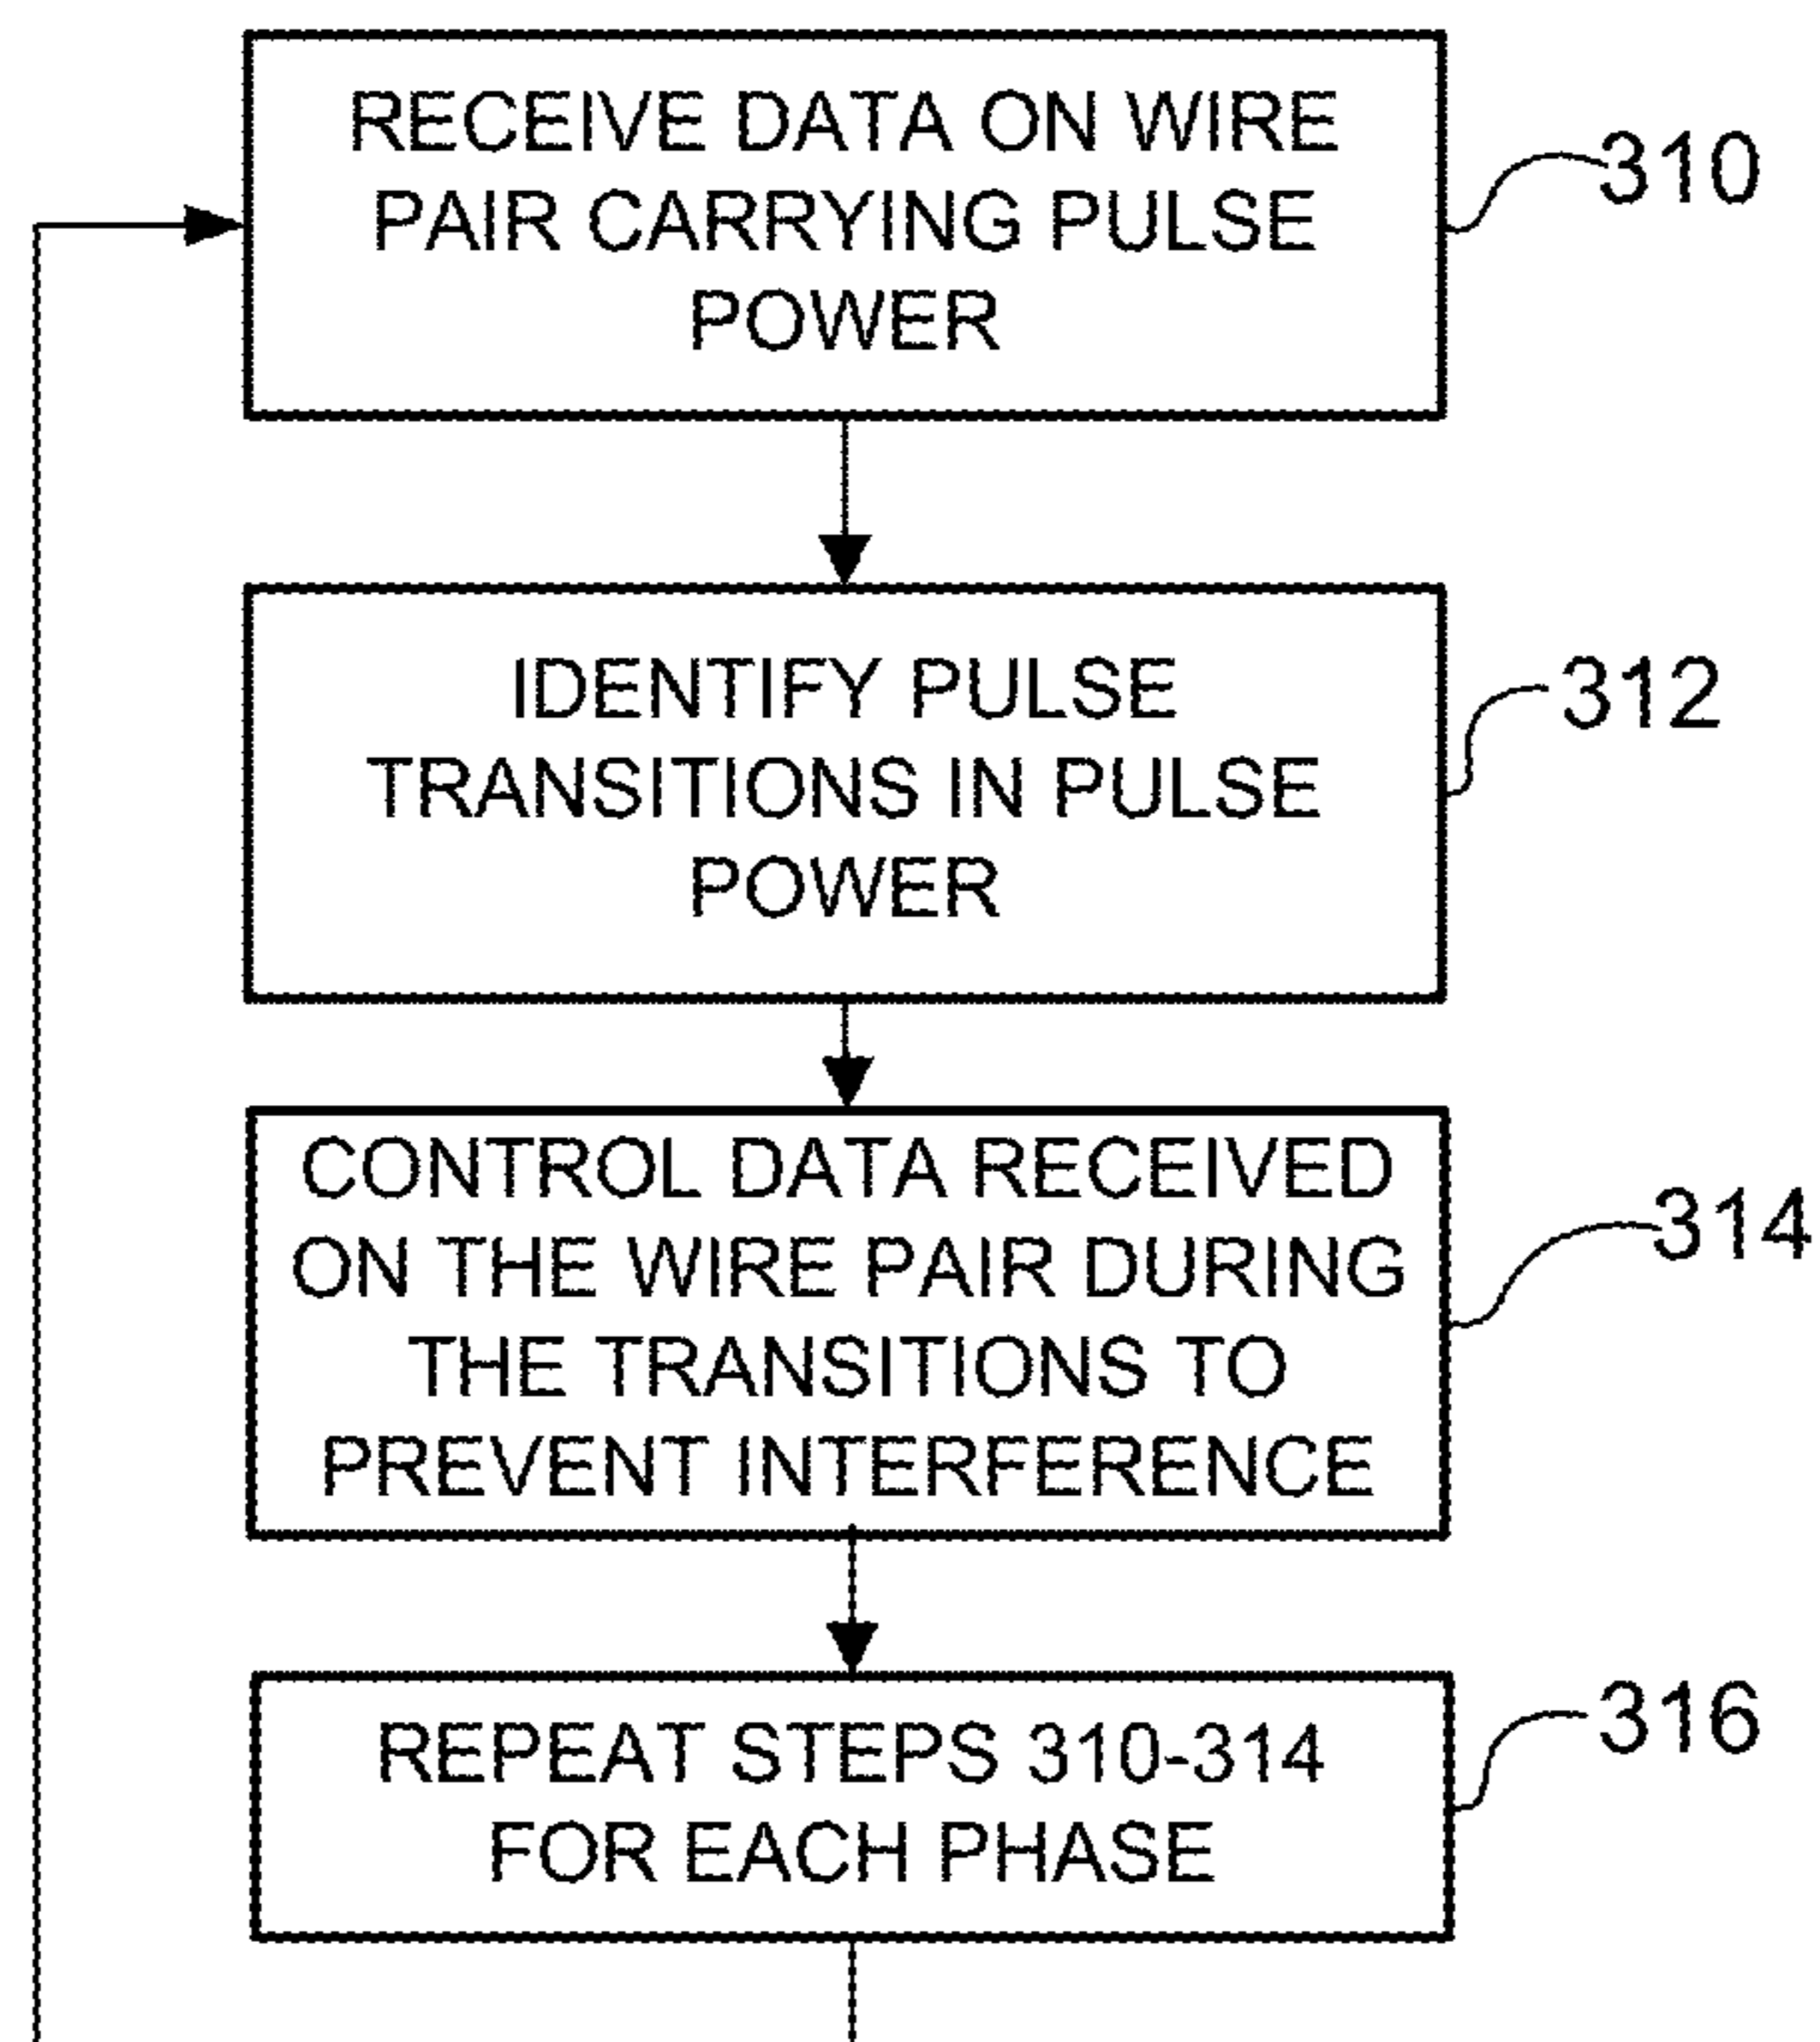 RECEIVE DATA ON WIRE
PAIR CARRYING PULSE
POWER
310
IDENTIFY PULSE
TRANSITIONS IN PULSE
POWER
312
CONTROL DATA RECEIVED
ON THE WIRE PAIR DURING
THE TRANSITIONS TO
PREVENT INTERFERENCE
314
REPEAT STEPS 310-314
FOR EACH PHASE
316